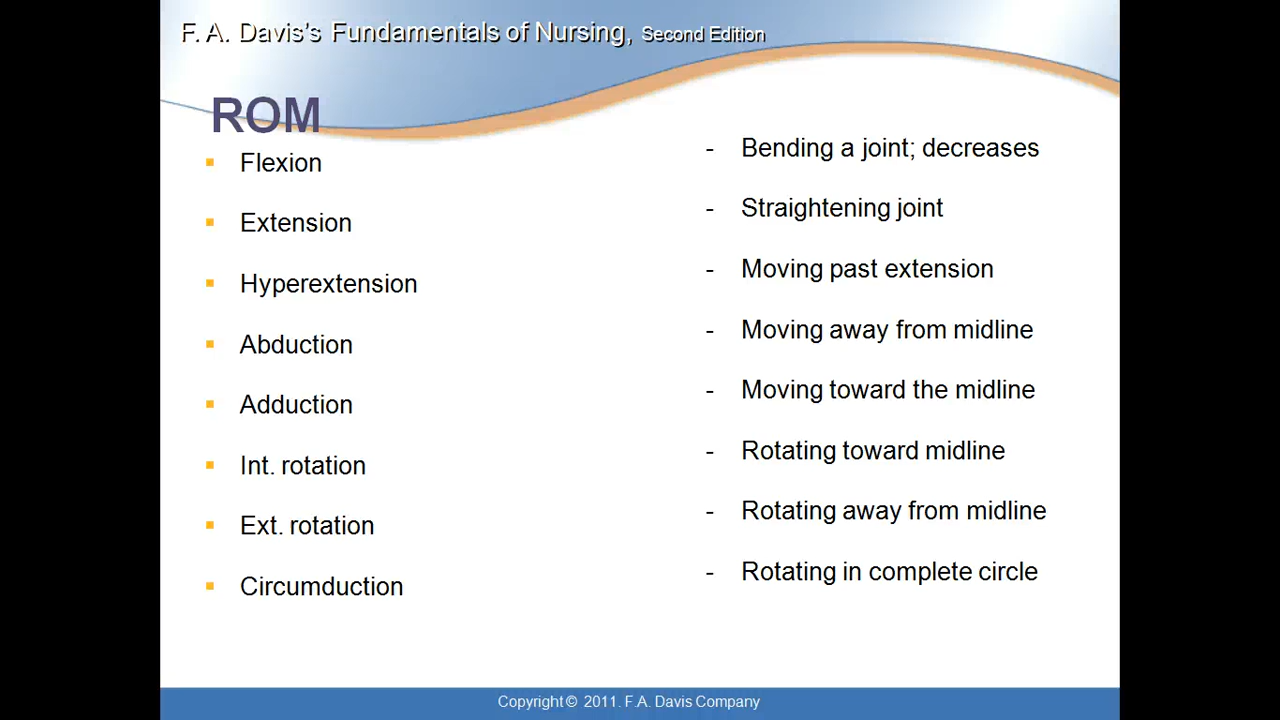 F. A. Davis's Fundamentals of Nursing, Second Edition
ROM
Flexion
- Bending a joint; decreases
Extension
- Straightening joint
Hyperextension
- Moving past extension
Abduction
- Moving away from midline
Adduction
- Moving toward the midline
Int. rotation
- Rotating toward midline
Ext. rotation
- Rotating away from midline
Circumduction
- Rotating in complete circle
Copyright © 2011. F.A. Davis Company